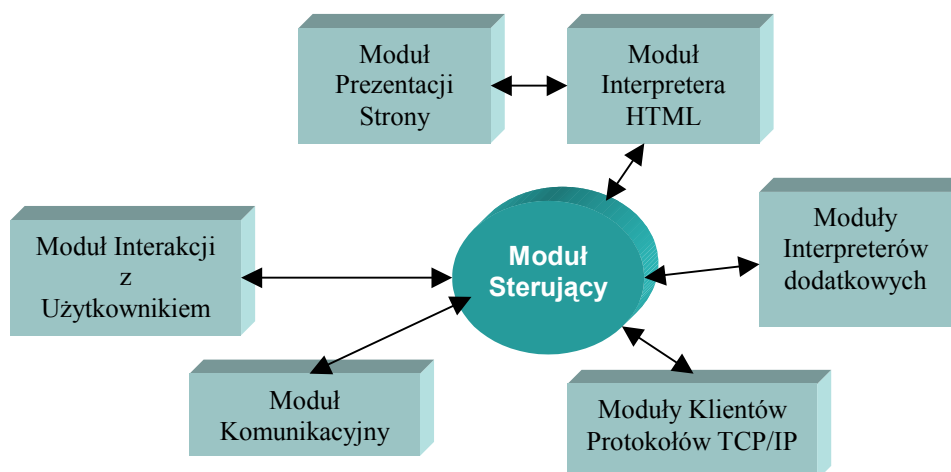 Moduł
Prezentacji
Strony
Moduł
Interpretera
HTML
Moduł Interakcji
z
Użytkownikiem
Moduł
Sterujący
Moduły
Interpreterów
dodatkowych
Moduł
Komunikacyjny
Moduły Klientów
Protokołów TCP/IP